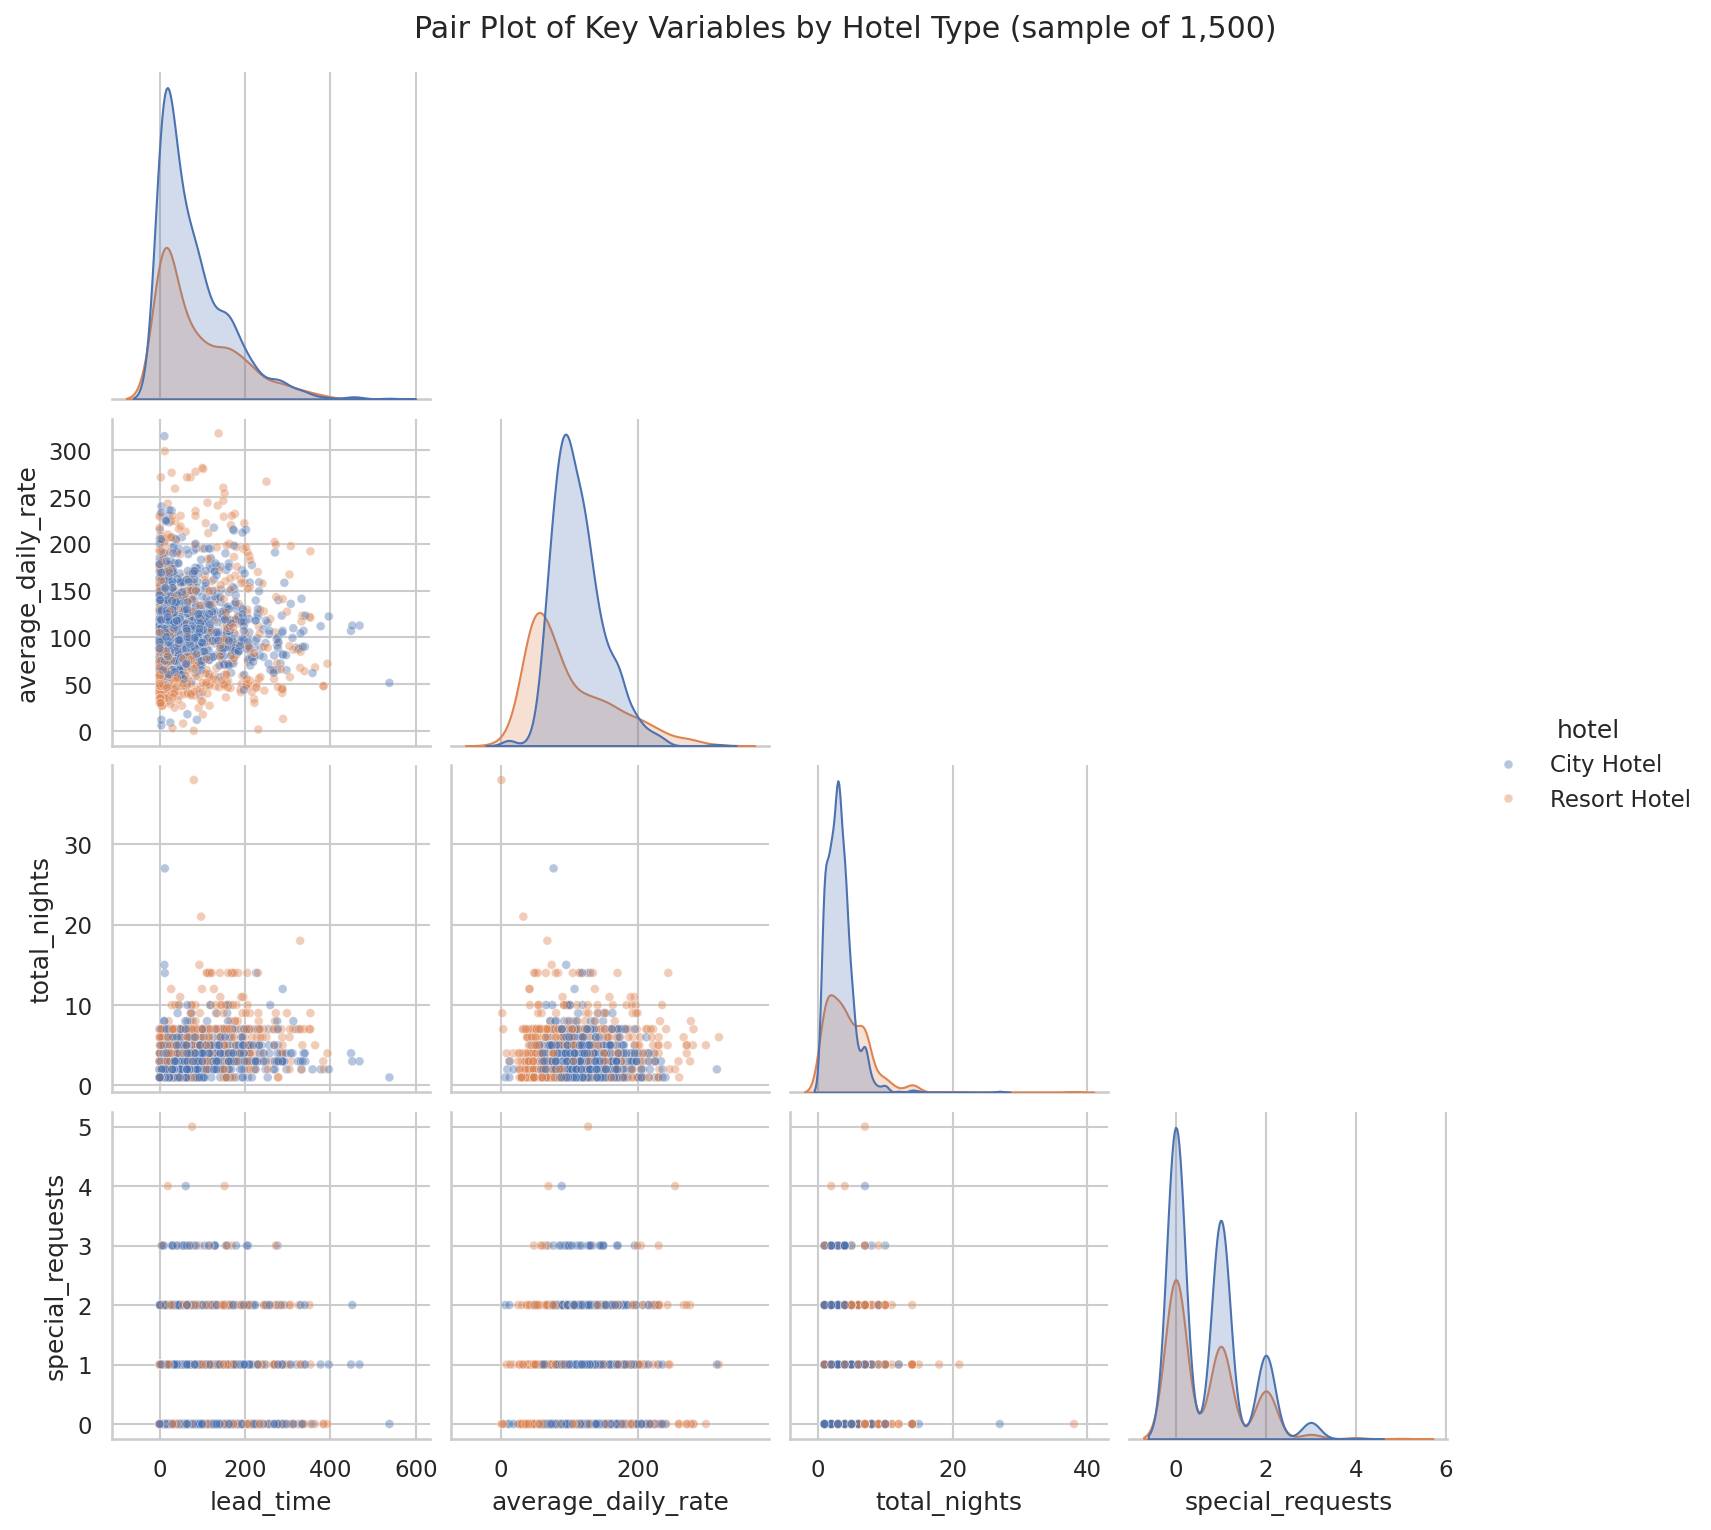 Pair Plot of Key Variables by Hotel Type (sample of 1,500)
average_daily_rate
300
250
200
150
100
50
0
hotel
City Hotel
Resort Hotel
total_nights
30
20
10
0
special_requests
5
4
3
2
1
0
0 200 400 600
0 200
0 20 40
0 2 4 6
lead_time
average_daily_rate
total_nights
special_requests